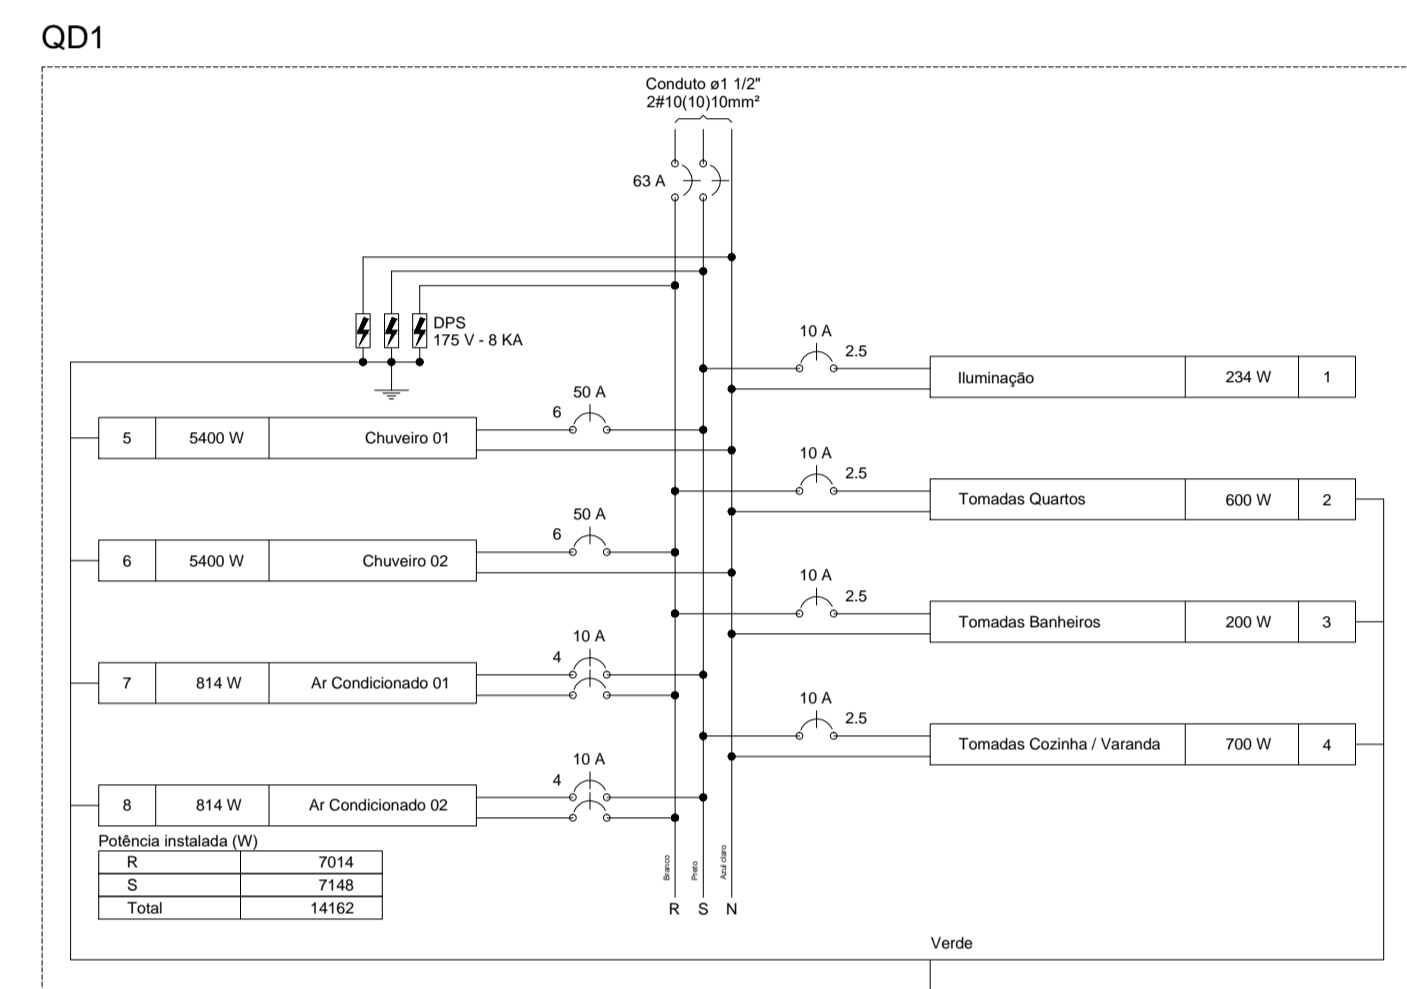 QD1
Conduto ø1 1/2"
2#10(10)10mm²
63 A
DPS
175 V - 8 KA
10 A
2.5
Iluminação 234 W 1
50 A
6
5 5400 W Chuveiro 01
10 A
2.5
Tomadas Quartos 600 W 2
50 A
6
6 5400 W Chuveiro 02
10 A
2.5
Tomadas Banheiros 200 W 3
10 A
4
7 814 W Ar Condicionado 01
10 A
2.5
Tomadas Cozinha / Varanda 700 W 4
10 A
4
8 814 W Ar Condicionado 02
Potência instalada (W)
R 7014
S 7148
Total 14162
Branco
Preto
Azul claro
R S N
Verde